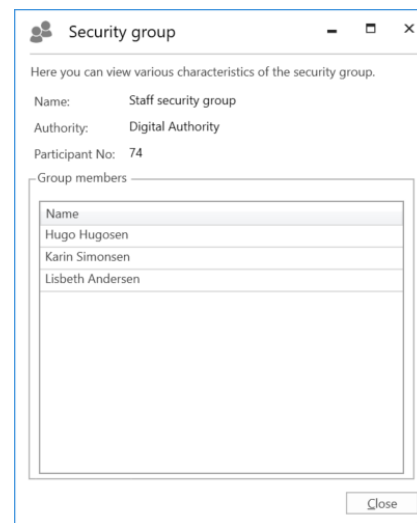 Security group
Here you can view various characteristics of the security group.
Name: Staff security group
Authority: Digital Authority
Participant No: 74
Group members
Name
Hugo Hugosen
Karin Simonsen
Lisbeth Andersen
Close